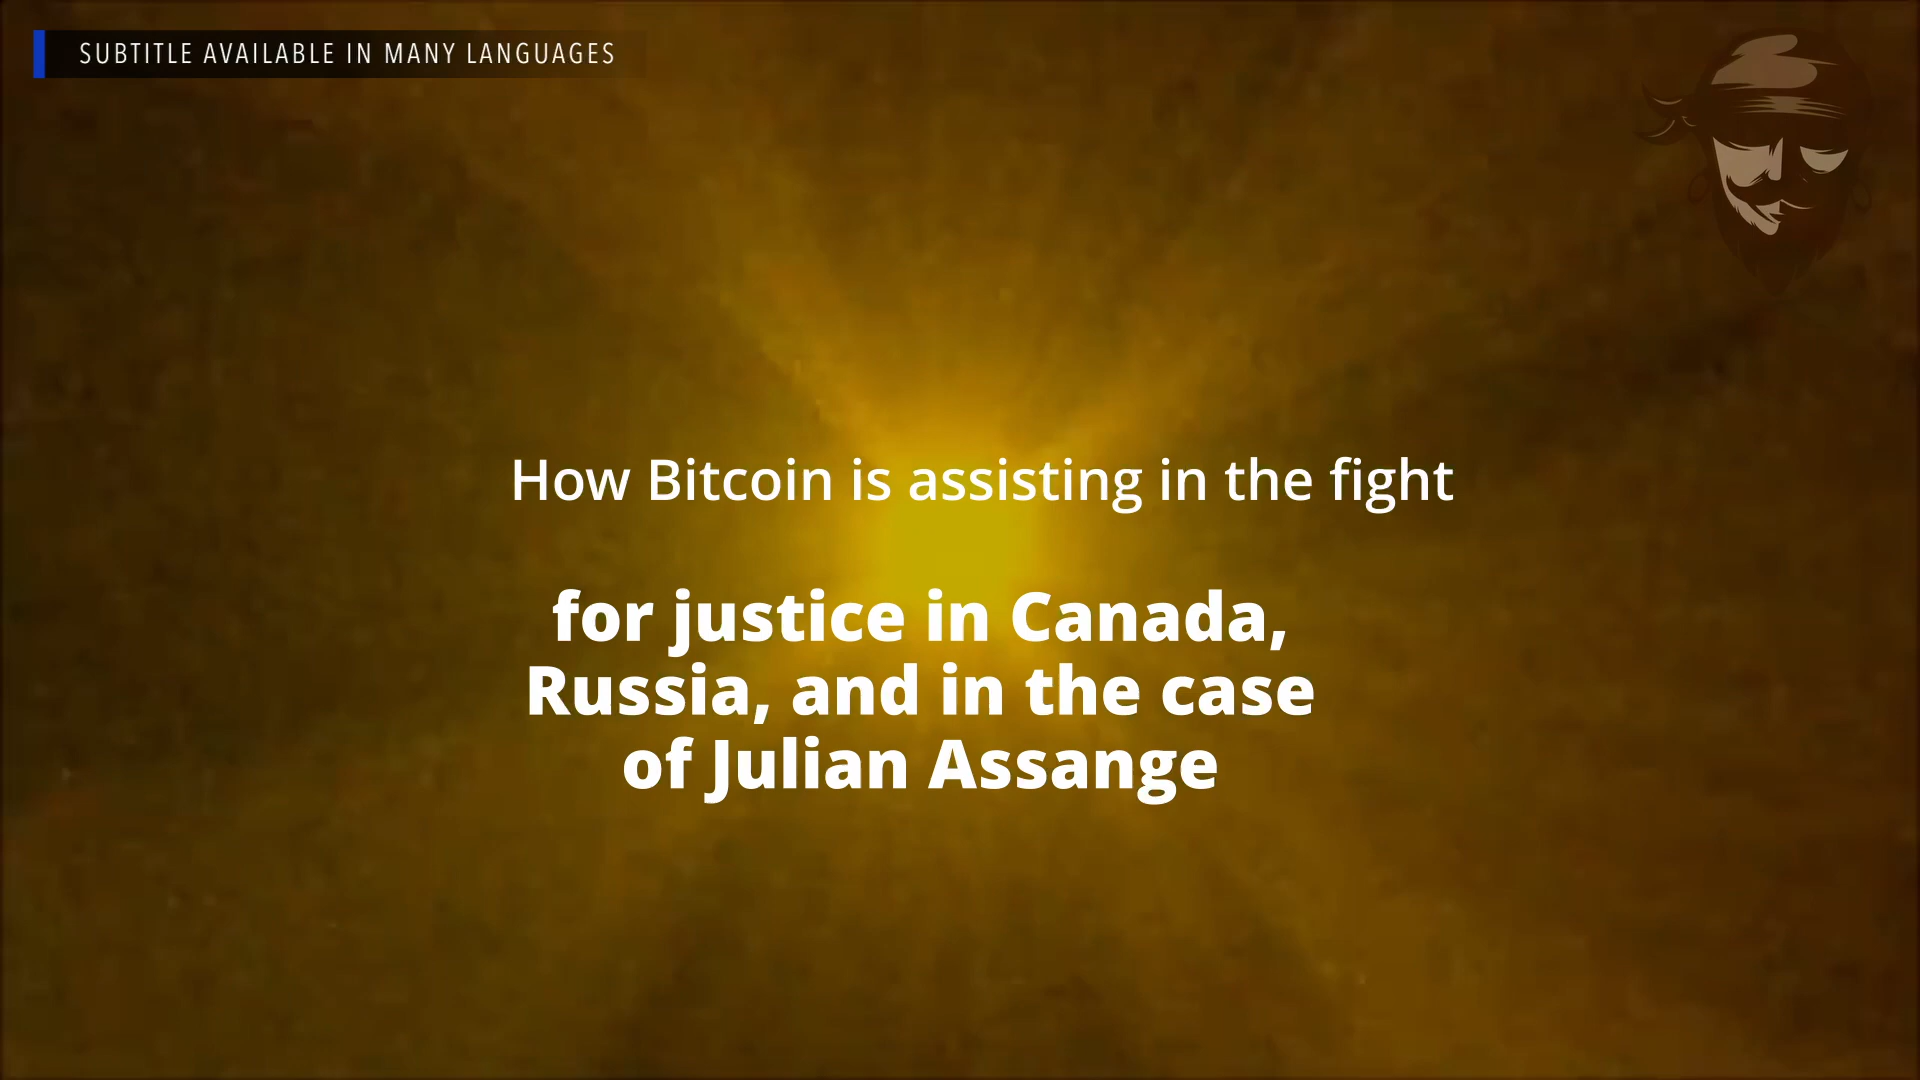 SUBTITLE AVAILABLE IN MANY LANGUAGES
How Bitcoin is assisting in the fight
for justice in Canada,
Russia, and in the case
of Julian Assange